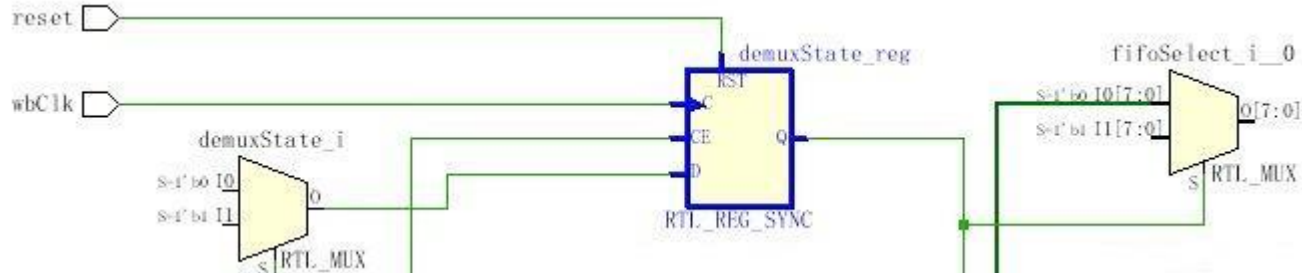 reset
demuxState_reg
fifoSelect_i__0
RST
S=1'b0 I0[7:0]
wbClk
C
O[7:0]
S=1'b1 I1[7:0]
demuxState_i
CE
Q
S=1'b0 I0
D
S
RTL_MUX
O
S=1'b1 I1
RTL_REG_SYNC
S
RTL_MUX